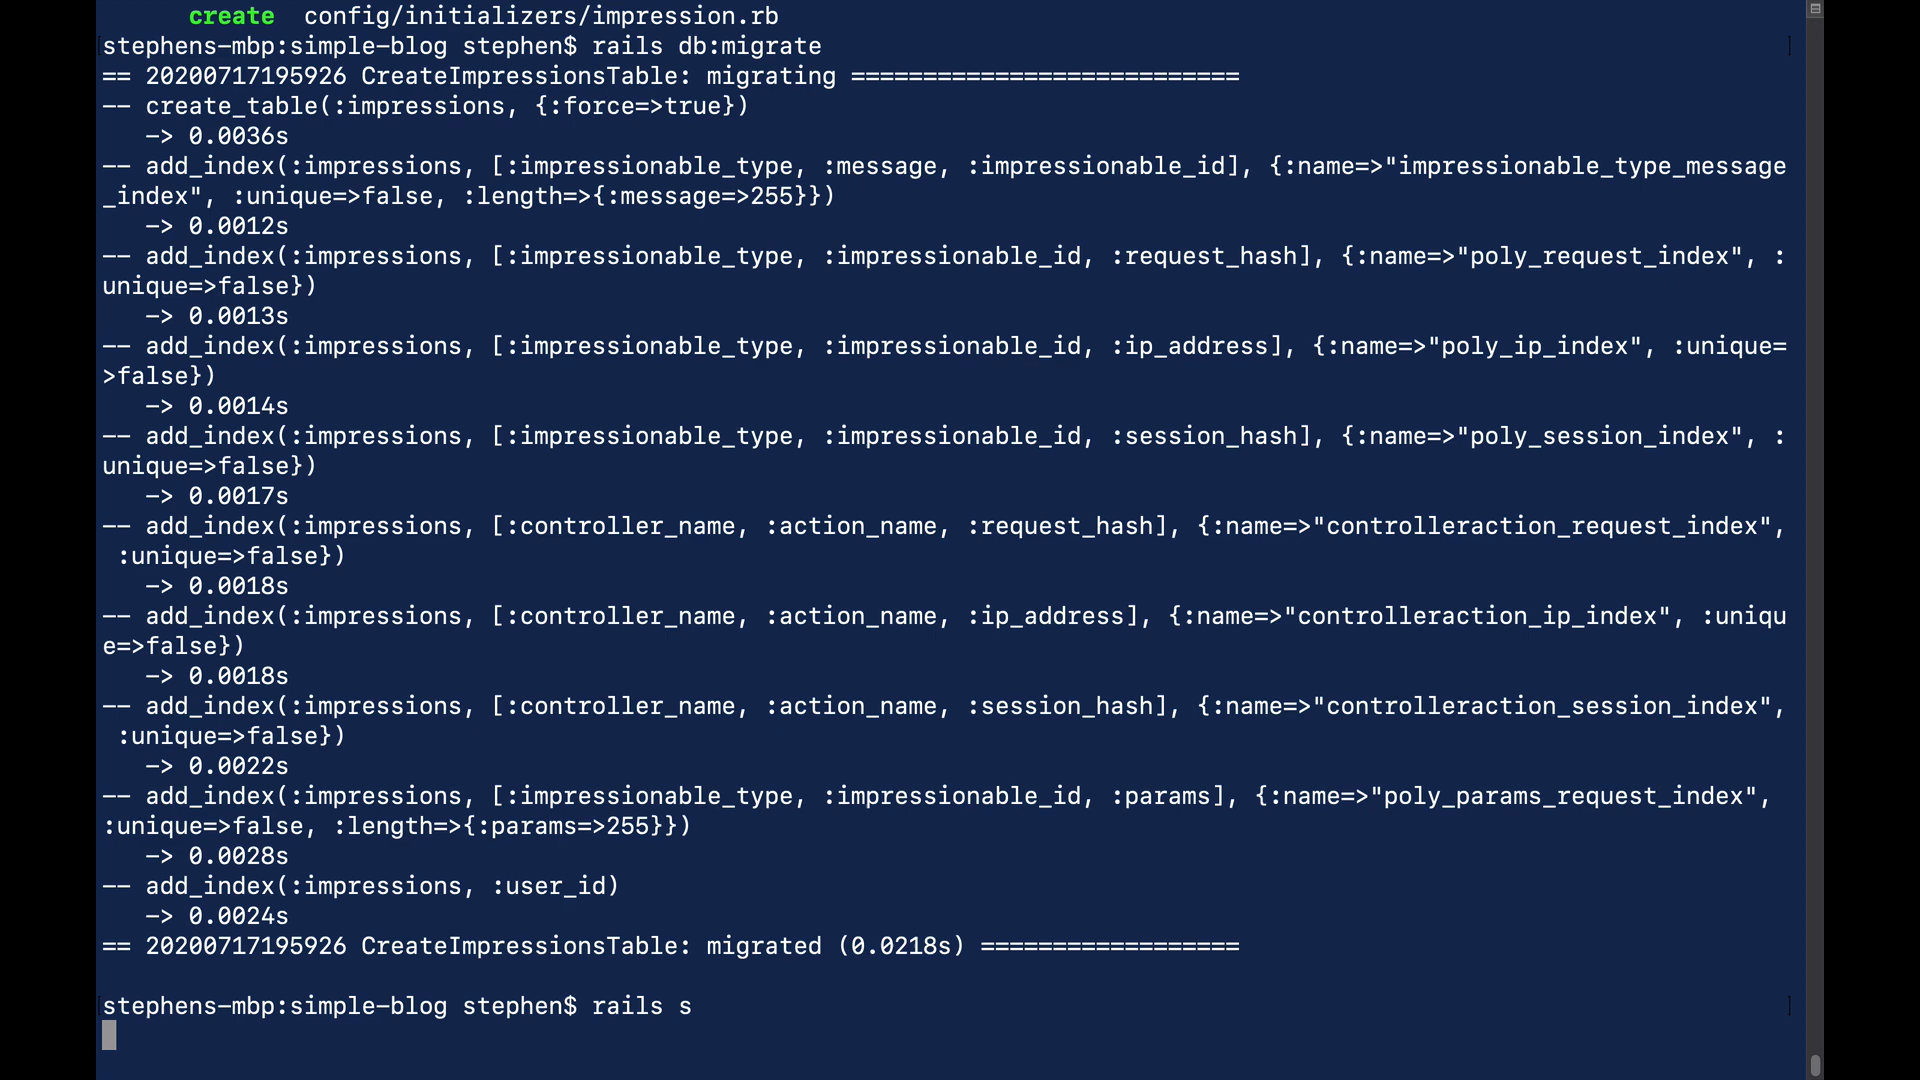 create  config/initializers/impression.rb
stephens-mbp:simple-blog stephen$ rails db:migrate
== 20200717195926 CreateImpressionsTable: migrating ===========================
-- create_table(:impressions, {:force=>true})
   -> 0.0036s
-- add_index(:impressions, [:impressionable_type, :message, :impressionable_id], {:name=>"impressionable_type_message
_index", :unique=>false, :length=>{:message=>255}})
   -> 0.0012s
-- add_index(:impressions, [:impressionable_type, :impressionable_id, :request_hash], {:name=>"poly_request_index", :
unique=>false})
   -> 0.0013s
-- add_index(:impressions, [:impressionable_type, :impressionable_id, :ip_address], {:name=>"poly_ip_index", :unique=
>false})
   -> 0.0014s
-- add_index(:impressions, [:impressionable_type, :impressionable_id, :session_hash], {:name=>"poly_session_index", :
unique=>false})
   -> 0.0017s
-- add_index(:impressions, [:controller_name, :action_name, :request_hash], {:name=>"controlleraction_request_index",
 :unique=>false})
   -> 0.0018s
-- add_index(:impressions, [:controller_name, :action_name, :ip_address], {:name=>"controlleraction_ip_index", :uniqu
e=>false})
   -> 0.0018s
-- add_index(:impressions, [:controller_name, :action_name, :session_hash], {:name=>"controlleraction_session_index",
 :unique=>false})
   -> 0.0022s
-- add_index(:impressions, [:impressionable_type, :impressionable_id, :params], {:name=>"poly_params_request_index", 
:unique=>false, :length=>{:params=>255}})
   -> 0.0028s
-- add_index(:impressions, :user_id)
   -> 0.0024s
== 20200717195926 CreateImpressionsTable: migrated (0.0218s) ==================
stephens-mbp:simple-blog stephen$ rails s